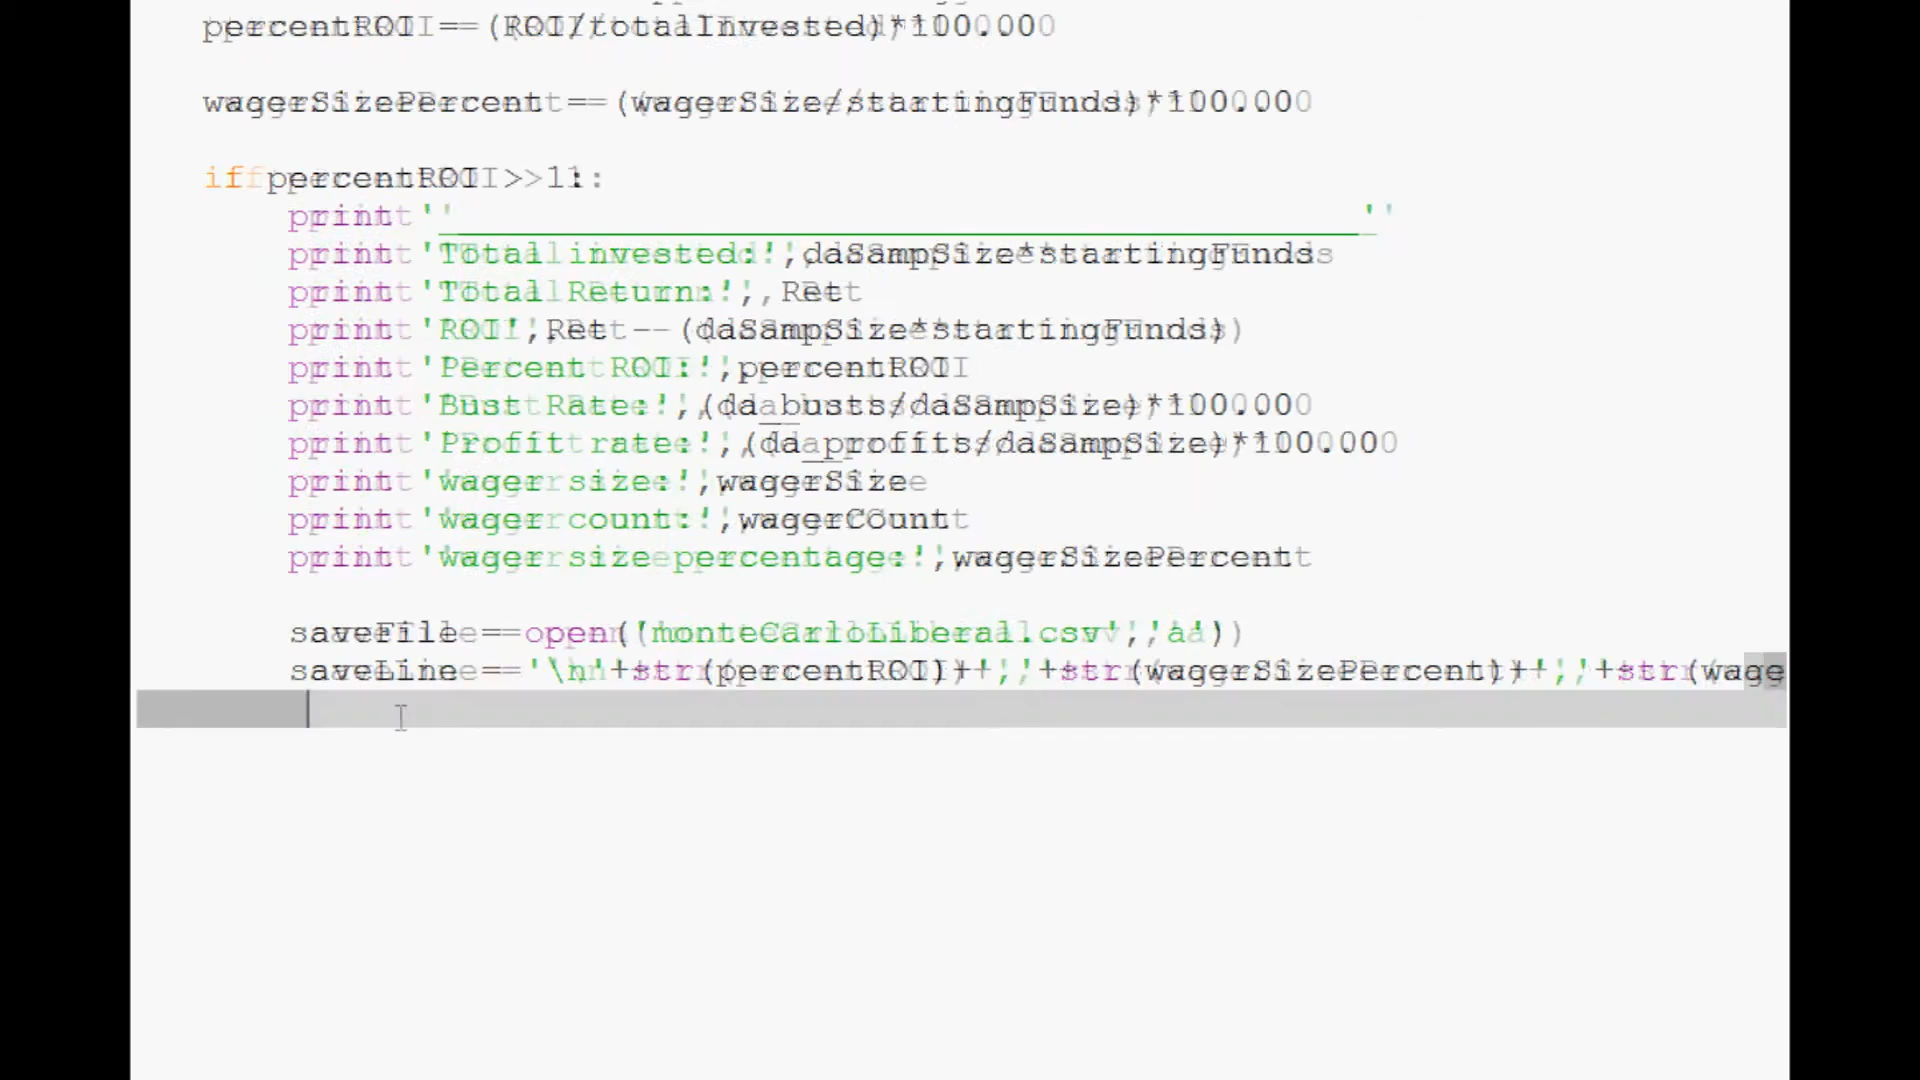 percentROI = (ROI/totalInvested)*100.00
wagerSizePercent = (wagerSize/startingFunds)*100.00
if percentROI > 1:
print '___________________________________________'
print 'Total invested:',daSampSize*startingFunds
print 'Total Return:', Ret
print 'ROI',Ret - (daSampSize*startingFunds)
print 'Percent ROI:',percentROI
print 'Bust Rate:',(da_busts/daSampSize)*100.00
print 'Profit rate:',(da_profits/daSampSize)*100.00
print 'wager size:',wagerSize
print 'wager count:',wagerCount
print 'wager size percentage:',wagerSizePercent
saveFile = open('monteCarloLiberal.csv','a')
saveLine = '\n'+str(percentROI)+','+str(wagerSizePercent)+','+str(wage